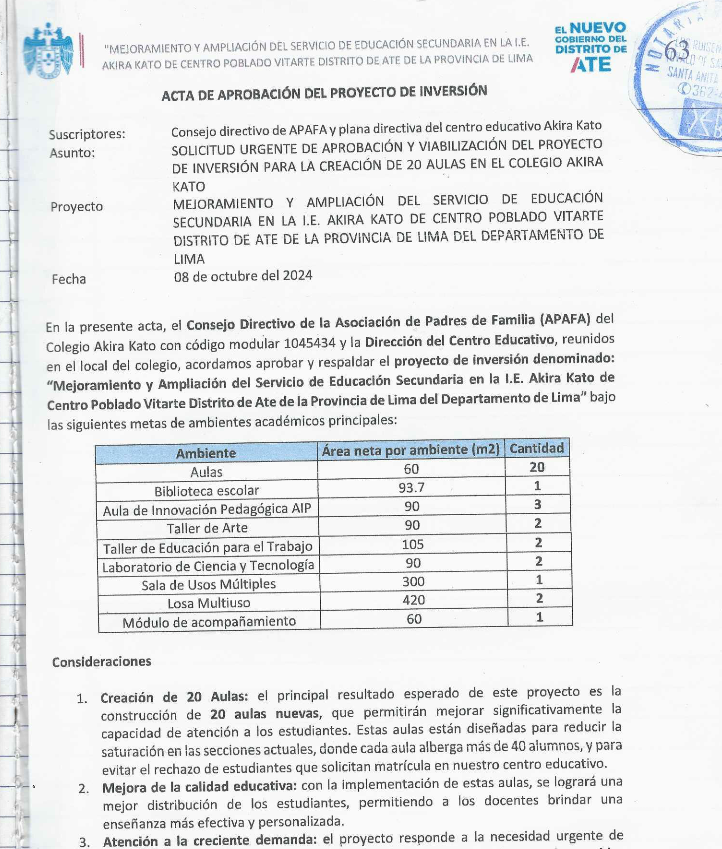 "MEJORAMIENTO Y AMPLIACIÓN DEL SERVICIO DE EDUCACIÓN SECUNDARIA EN LA I.E.
AKIRA KATO DE CENTRO POBLADO VITARTE DISTRITO DE ATE DE LA PROVINCIA DE LIMA
EL NUEVO
GOBIERNO DEL
DISTRITO DE
ATE
NOTARI
63
SANTA ANIT
ACTA DE APROBACIÓN DEL PROYECTO DE INVERSIÓN
Suscriptores: Consejo directivo de APAFA y plana directiva del centro educativo Akira Kato
Asunto: SOLICITUD URGENTE DE APROBACIÓN Y VIABILIZACIÓN DEL PROYECTO
DE INVERSIÓN PARA LA CREACIÓN DE 20 AULAS EN EL COLEGIO AKIRA
KATO
Proyecto MEJORAMIENTO Y AMPLIACIÓN DEL SERVICIO DE EDUCACIÓN
SECUNDARIA EN LA I.E. AKIRA KATO DE CENTRO POBLADO VITARTE
DISTRITO DE ATE DE LA PROVINCIA DE LIMA DEL DEPARTAMENTO DE
LIMA
Fecha 08 de octubre del 2024
En la presente acta, el Consejo Directivo de la Asociación de Padres de Familia (APAFA) del
Colegio Akira Kato con código modular 1045434 y la Dirección del Centro Educativo, reunidos
en el local del colegio, acordamos aprobar y respaldar el proyecto de inversión denominado:
"Mejoramiento y Ampliación del Servicio de Educación Secundaria en la I.E. Akira Kato de
Centro Poblado Vitarte Distrito de Ate de la Provincia de Lima del Departamento de Lima" bajo
las siguientes metas de ambientes académicos principales:
Ambiente Área neta por ambiente (m2) Cantidad
Aulas 60 20
Biblioteca escolar 93.7 1
Aula de Innovación Pedagógica AIP 90 3
Taller de Arte 90 2
Taller de Educación para el Trabajo 105 2
Laboratorio de Ciencia y Tecnología 90 2
Sala de Usos Múltiples 300 1
Losa Multiuso 420 2
Módulo de acompañamiento 60 1
Consideraciones
1. Creación de 20 Aulas: el principal resultado esperado de este proyecto es la
construcción de 20 aulas nuevas, que permitirán mejorar significativamente la
capacidad de atención a los estudiantes. Estas aulas están diseñadas para reducir la
saturación en las secciones actuales, donde cada aula alberga más de 40 alumnos, y para
evitar el rechazo de estudiantes que solicitan matrícula en nuestro centro educativo.
2. Mejora de la calidad educativa: con la implementación de estas aulas, se logrará una
mejor distribución de los estudiantes, permitiendo a los docentes brindar una
enseñanza más efectiva y personalizada.
3. Atención a la creciente demanda: el proyecto responde a la necesidad urgente de